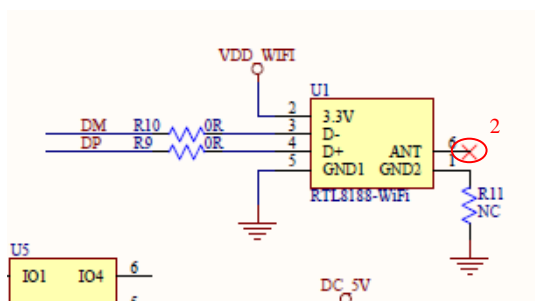 VDD_WIFI
U1
2 3.3V
DM R10 0R 3 D-
DP R9 0R 4 D+ ANT 6 2
5 GND1 GND2 1
RTL8188-WiFi
R11
NC
U5
IO1 IO4 6
5
DC_5V